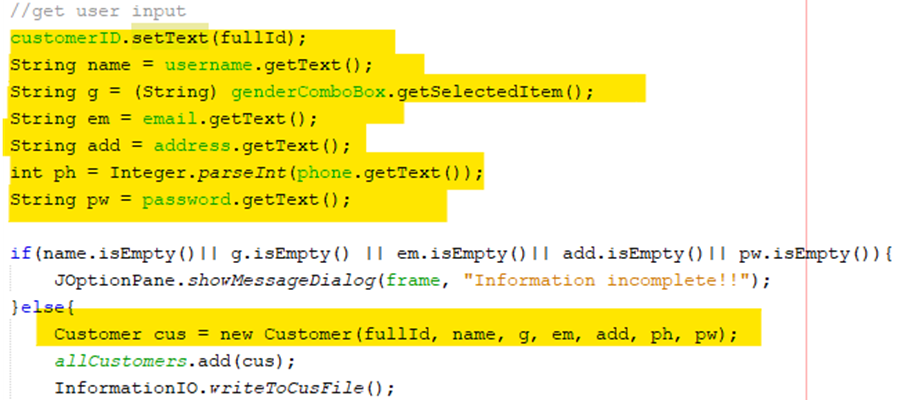 //get user input
customerID.setText(fullId);
String name = username.getText();
String g = (String) genderComboBox.getSelectedItem();
String em = email.getText();
String add = address.getText();
int ph = Integer.parseInt(phone.getText());
String pw = password.getText();
if(name.isEmpty()|| g.isEmpty() || em.isEmpty()|| add.isEmpty()|| pw.isEmpty()){
JOptionPane.showMessageDialog(frame, "Information incomplete!!");
}else{
Customer cus = new Customer(fullId, name, g, em, add, ph, pw);
allCustomers.add(cus);
InformationIO.writeToCusFile();